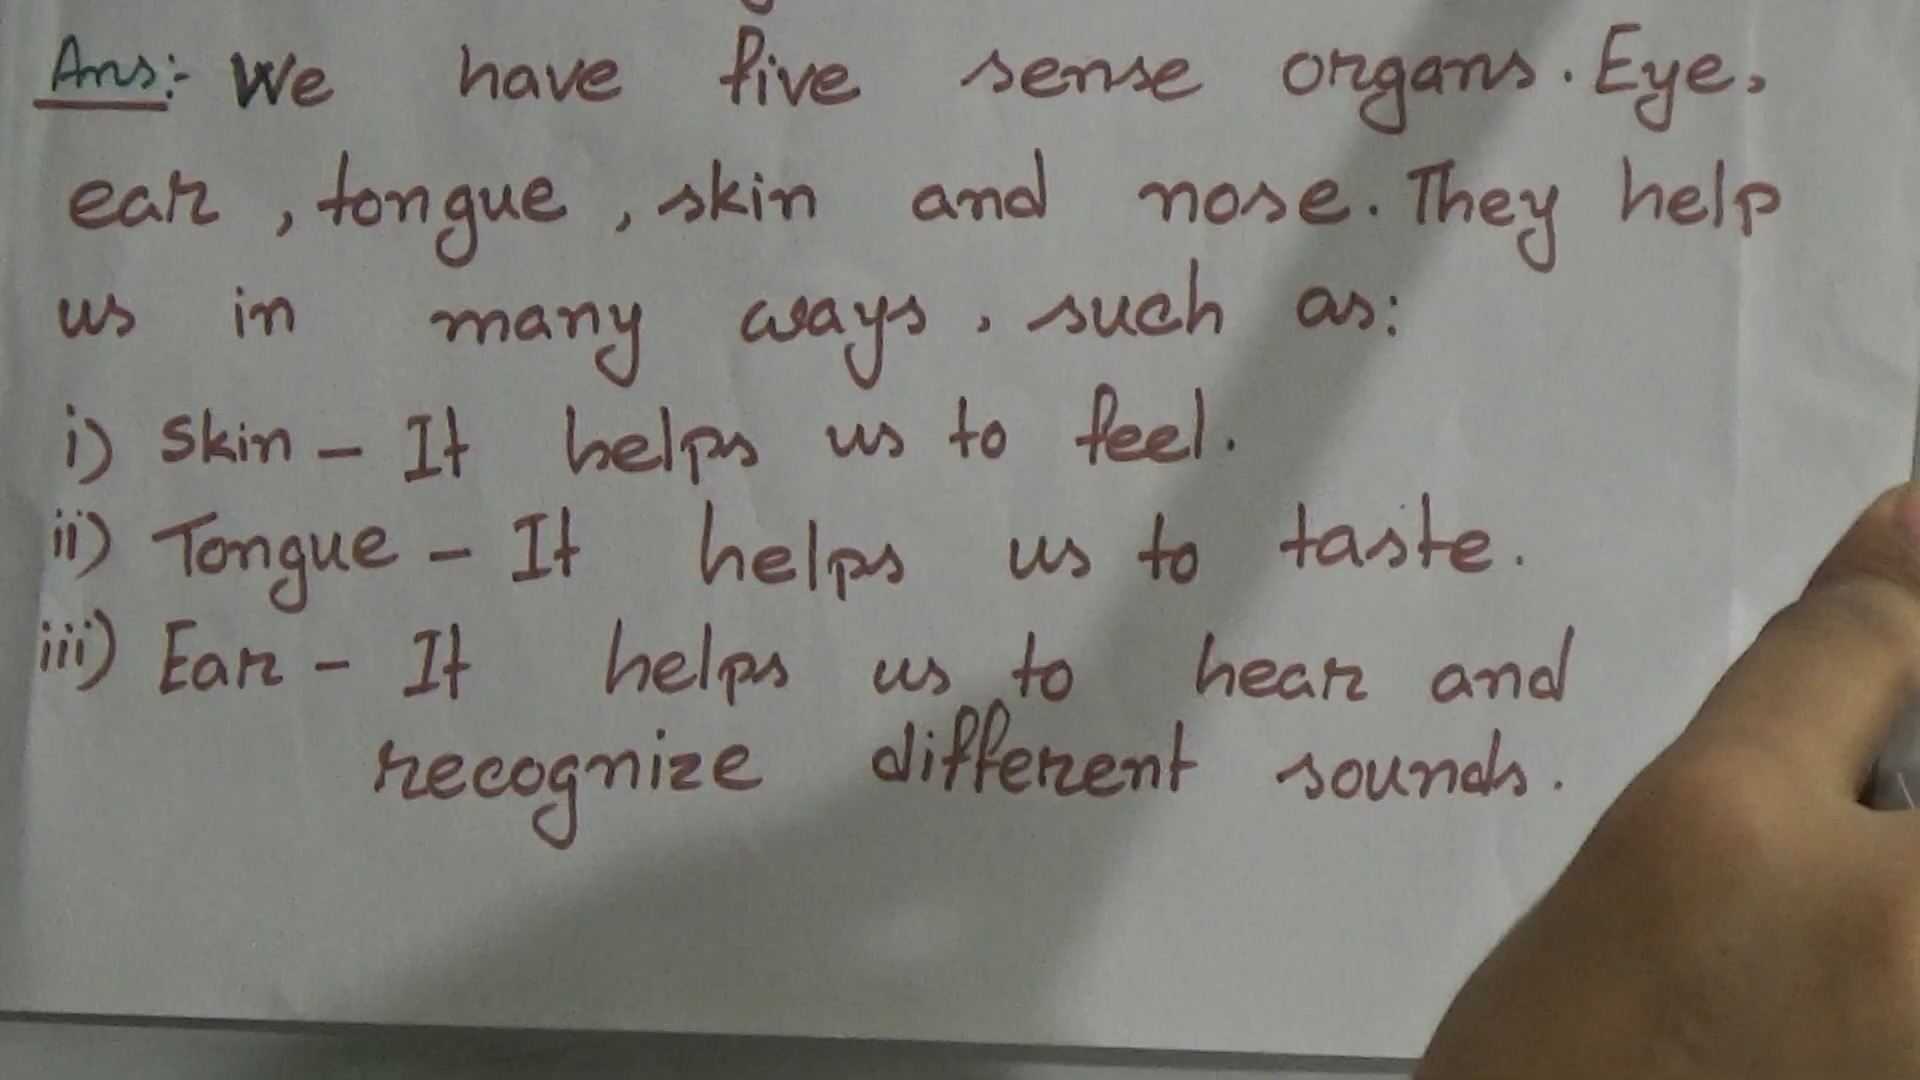 Ans:- We have five sense organs. Eye,
ear, tongue, skin and nose. They help
us in many ways, such as:
i) Skin - It helps us to feel.
ii) Tongue - It helps us to taste.
iii) Ear - It helps us to hear and
recognize different sounds.